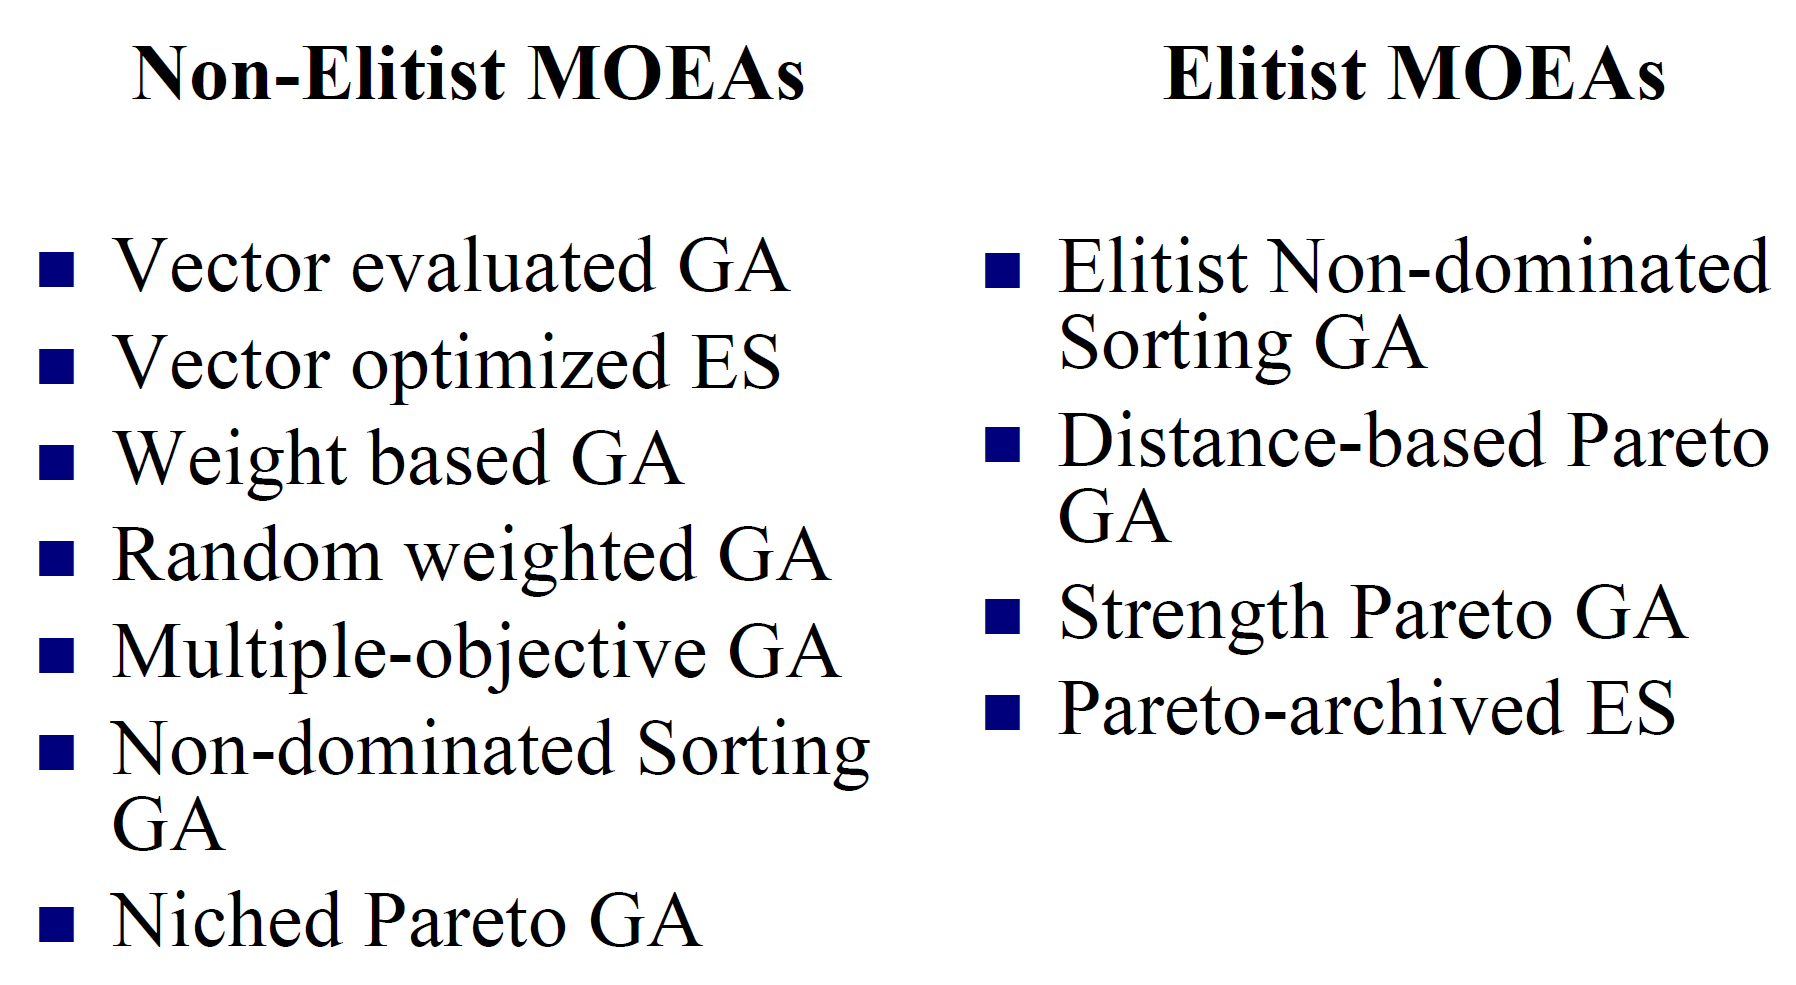 Non-Elitist MOEAs
Vector evaluated GA
Vector optimized ES
Weight based GA
Random weighted GA
Multiple-objective GA
Non-dominated Sorting
GA
Niched Pareto GA
Elitist MOEAs
Elitist Non-dominated
Sorting GA
Distance-based Pareto
GA
Strength Pareto GA
Pareto-archived ES